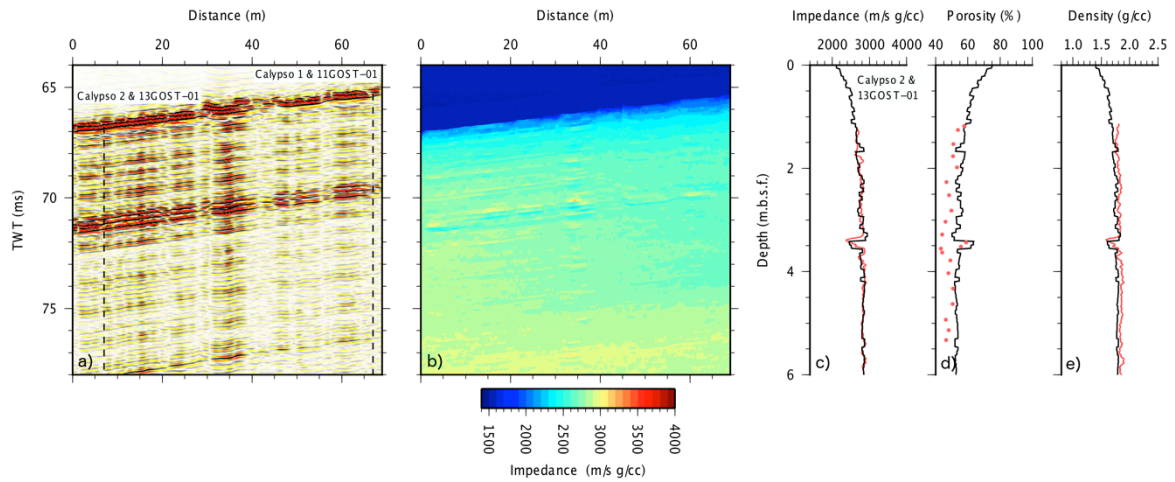 Distance (m)
0 20 40 60
TWT (ms)
65
70
75
Calypso 1 & 11GOST−01
Calypso 2 & 13GOST−01
a)
Distance (m)
0 20 40 60
b)
1500 2000 2500 3000 3500 4000
Impedance (m/s g/cc)
Impedance (m/s g/cc)
2000 3000 4000
Depth (m.b.s.f.)
0
2
4
6
Calypso 2 &
13GOST−01
c)
Porosity (%)
40 60 80 100
d)
Density (g/cc)
1.0 1.5 2.0 2.5
e)